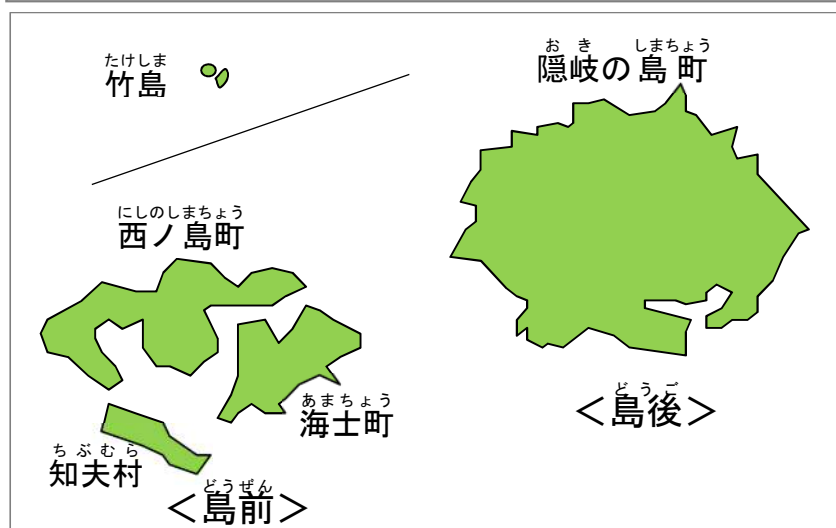 たけしま
竹島
おき しまちょう
隠岐の島町
にしのしまちょう
西ノ島町
あまちょう
海士町
どうご
＜島後＞
ちぶむら
知夫村
どうぜん
＜島前＞